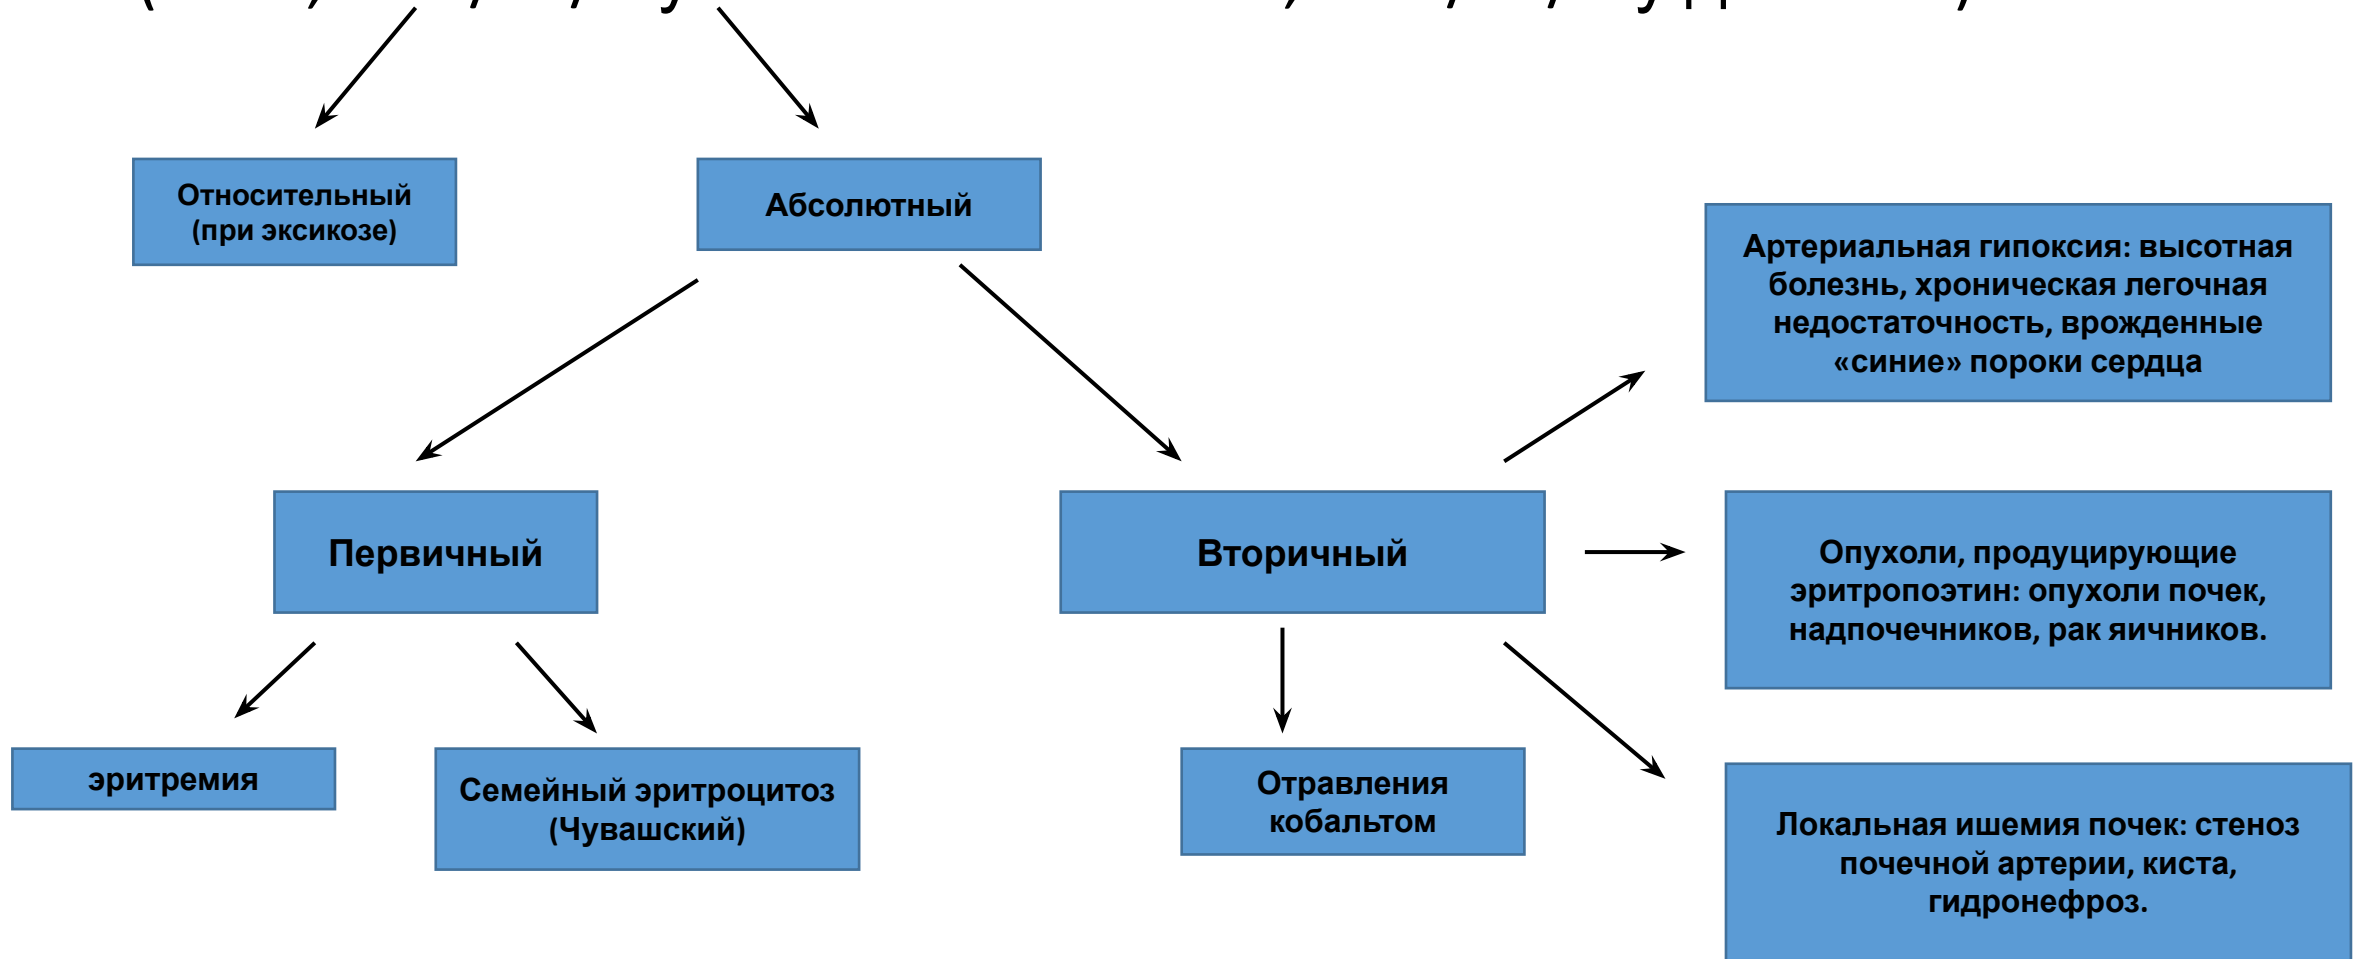 Относительный
(при эксикозе)
Абсолютный
Артериальная гипоксия: высотная
болезнь, хроническая легочная
недостаточность, врожденные
«синие» пороки сердца
Первичный
Вторичный
Опухоли, продуцирующие
эритропоэтин: опухоли почек,
надпочечников, рак яичников.
эритремия
Семейный эритроцитоз
(Чувашский)
Отравления
кобальтом
Локальная ишемия почек: стеноз
почечной артерии, киста,
гидронефроз.